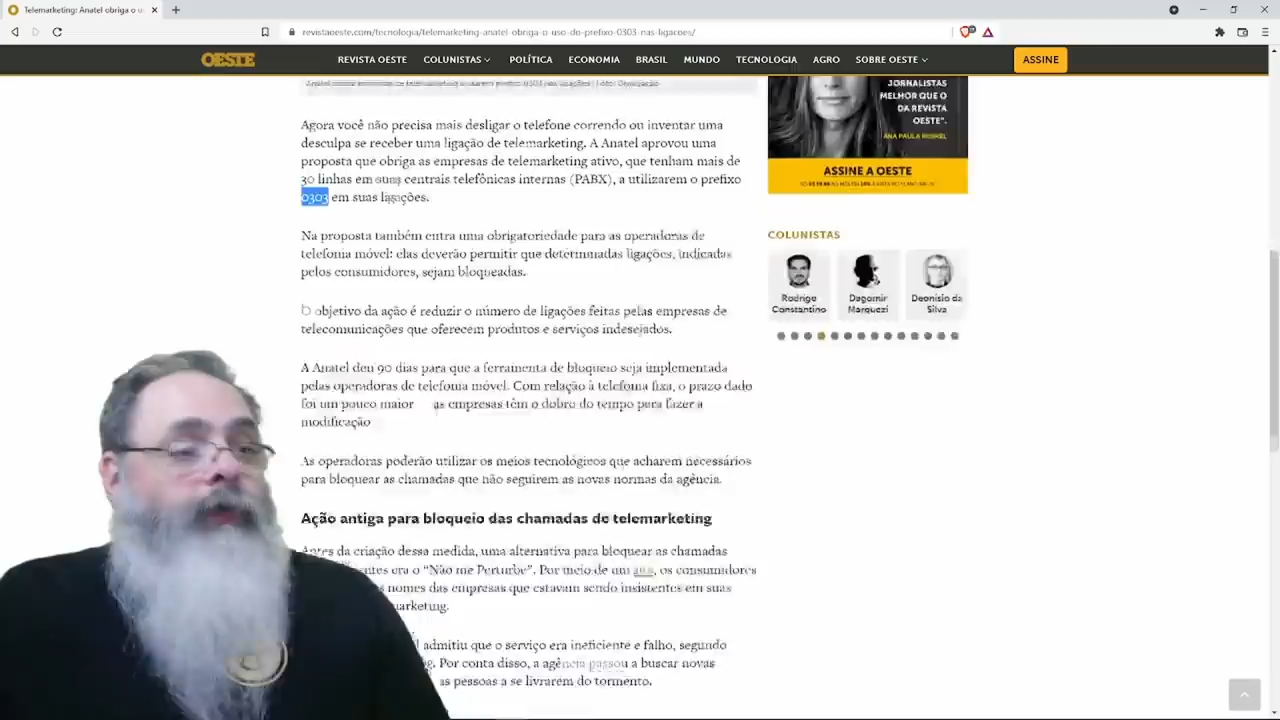 Telemarketing: Anatel obriga o u
revistaoeste.com/tecnologia/telemarketing-anatel-obriga-o-uso-do-prefixo-0303-nas-ligacoes/
OESTE
REVISTA OESTE COLUNISTAS POLÍTICA ECONOMIA BRASIL MUNDO TECNOLOGIA AGRO SOBRE OESTE
ASSINE
Agora você não precisa mais desligar o telefone correndo ou inventar uma
desculpa se receber uma ligação de telemarketing. A Anatel aprovou uma
proposta que obriga as empresas de telemarketing ativo, que tenham mais de
30 linhas em suas centrais telefônicas internas (PABX), a utilizarem o prefixo
0303 em suas ligações.
Na proposta também entra uma obrigatoriedade para as operadoras de
telefonia móvel: elas deverão permitir que determinadas ligações, indicadas
pelos consumidores, sejam bloqueadas.
O objetivo da ação é reduzir o número de ligações feitas pelas empresas de
telecomunicações que oferecem produtos e serviços indesejados.
A Anatel deu 90 dias para que a ferramenta de bloqueio seja implementada
pelas operadoras de telefonia móvel. Com relação à telefonia fixa, o prazo dado
foi um pouco maior as empresas têm o dobro do tempo para fazer a
modificação
As operadoras poderão utilizar os meios tecnológicos que acharem necessários
para bloquear as chamadas que não seguirem as novas normas da agência.
Ação antiga para bloqueio das chamadas de telemarketing
Antes da criação dessa medida, uma alternativa para bloquear as chamadas
entes era o “Não me Perturbe”. Por meio de um, os consumidores
s nomes das empresas que estavam sendo insistentes em suas
marketing.
l admitiu que o serviço era ineficiente e falho, segundo
g. Por conta disso, a agência passou a buscar novas
as pessoas a se livrarem do tormento.
JORNALISTAS
MELHOR QUE O
DA REVISTA
OESTE”.
ASSINE A OESTE
COLUNISTAS
Rodrigo
Constantino
Dagomir
Marquezi
Deonísio da
Silva